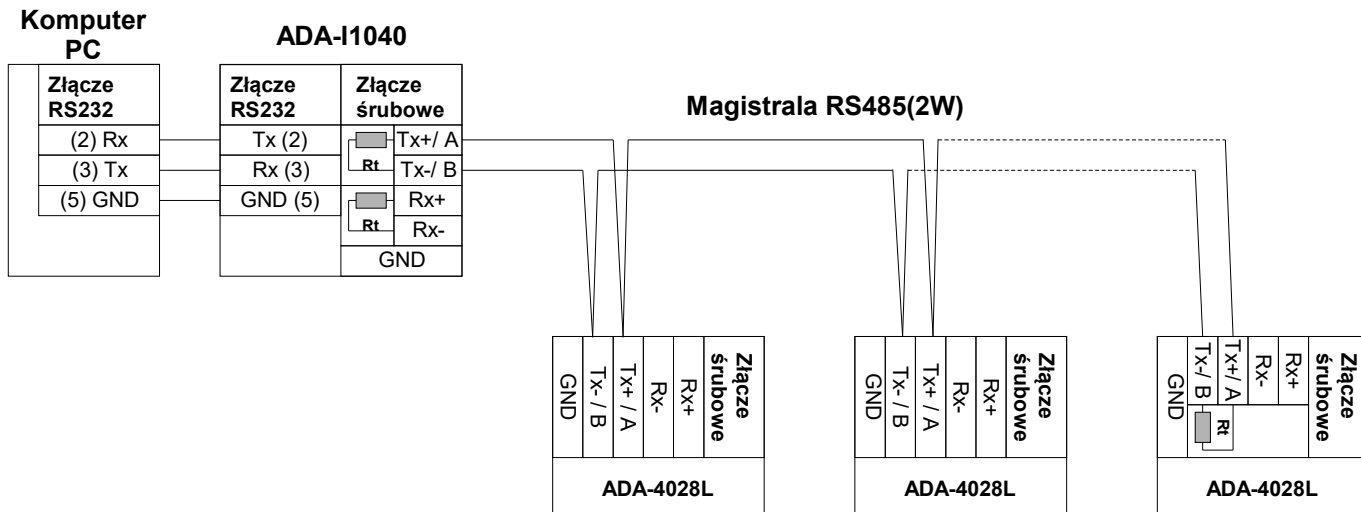 Komputer
PC
ADA-I1040
Złącze
RS232
(2) Rx
(3) Tx
(5) GND
Złącze
RS232
Tx (2)
Rx (3)
GND (5)
Złącze
śrubowe
Rt
Tx+/ A
Tx-/ B
Rt
Rx+
Rx-
GND
Magistrala RS485(2W)
GND
Tx- / B
Tx+ / A
Rx-
Rx+
Złącze
śrubowe
ADA-4028L
GND
Tx- / B
Tx+ / A
Rx-
Rx+
Złącze
śrubowe
ADA-4028L
GND
Tx-/ B
Tx+/ A
Rx-
Rx+
Rt
Złącze
śrubowe
ADA-4028L